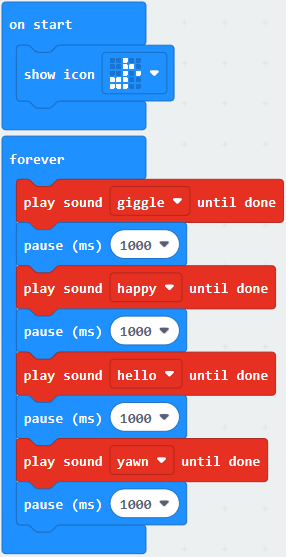 on start
show icon
forever
play sound giggle until done
pause (ms) 1000
play sound happy until done
pause (ms) 1000
play sound hello until done
pause (ms) 1000
play sound yawn until done
pause (ms) 1000